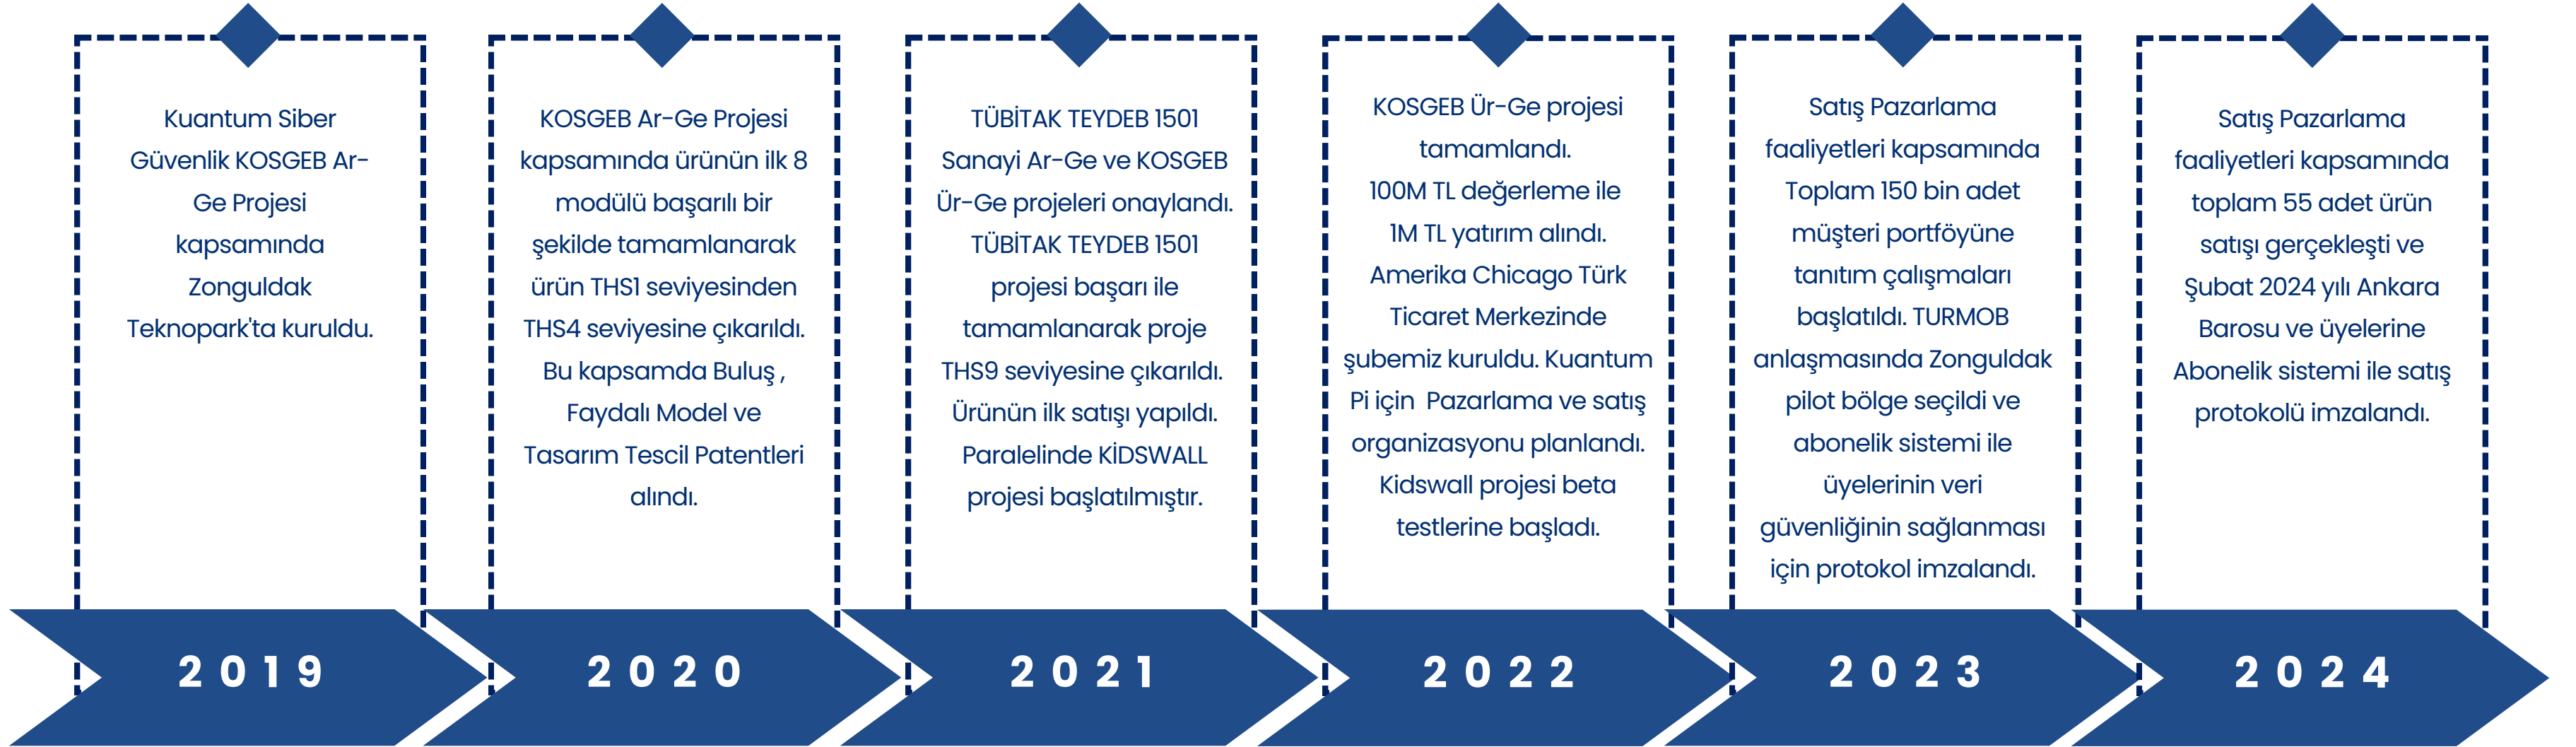 Kuantum Siber
Güvenlik KOSGEB Ar-
Ge Projesi
kapsamında
Zonguldak
Teknopark'ta kuruldu.
2019
KOSGEB Ar-Ge Projesi
kapsamında ürünün ilk 8
modülü başarılı bir
şekilde tamamlanarak
ürün THS1 seviyesinden
THS4 seviyesine çıkarıldı.
Bu kapsamda Buluş ,
Faydalı Model ve
Tasarım Tescil Patentleri
alındı.
2020
TÜBİTAK TEYDEB 1501
Sanayi Ar-Ge ve KOSGEB
Ür-Ge projeleri onaylandı.
TÜBİTAK TEYDEB 1501
projesi başarı ile
tamamlanarak proje
THS9 seviyesine çıkarıldı.
Ürünün ilk satışı yapıldı.
Paralelinde KİDSWALL
projesi başlatılmıştır.
2021
KOSGEB Ür-Ge projesi
tamamlandı.
100M TL değerleme ile
1M TL yatırım alındı.
Amerika Chicago Türk
Ticaret Merkezinde
şubemiz kuruldu. Kuantum
Pi için  Pazarlama ve satış
organizasyonu planlandı.
Kidswall projesi beta
testlerine başladı.
2022
Satış Pazarlama
faaliyetleri kapsamında
Toplam 150 bin adet
müşteri portföyüne
tanıtım çalışmaları
başlatıldı. TURMOB
anlaşmasında Zonguldak
pilot bölge seçildi ve
abonelik sistemi ile
üyelerinin veri
güvenliğinin sağlanması
için protokol imzalandı.
2023
Satış Pazarlama
faaliyetleri kapsamında
toplam 55 adet ürün
satışı gerçekleşti ve
Şubat 2024 yılı Ankara
Barosu ve üyelerine
Abonelik sistemi ile satış
protokolü imzalandı.
2024